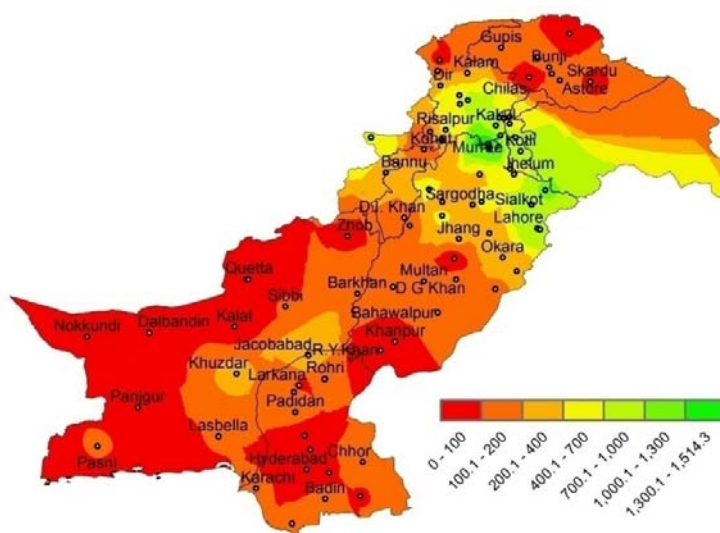 Gupis
Kalam
Bunji
Dir
Skardu
Chilas
Astore
Risalpur
Kakul
Kohat
Murree
Kotli
Bannu
Jhelum
Sargodha
Sialkot
D.I. Khan
Lahore
Zhob
Jhang
Okara
Quetta
Multan
Barkhan
D G Khan
Sibbi
Bahawalpur
Nokkundi
Dalbandin
Kalat
Khanpur
Jacobabad
R.Y.Khan
Khuzdar
Rohri
Larkana
Panjgur
Padidan
Lasbella
Pasni
Hyderabad
Chhor
Karachi
Badin
0 - 100
100.1 - 200
200.1 - 400
400.1 - 700
700.1 - 1,000
1,000.1 - 1,300
1,300.1 - 1,514.3